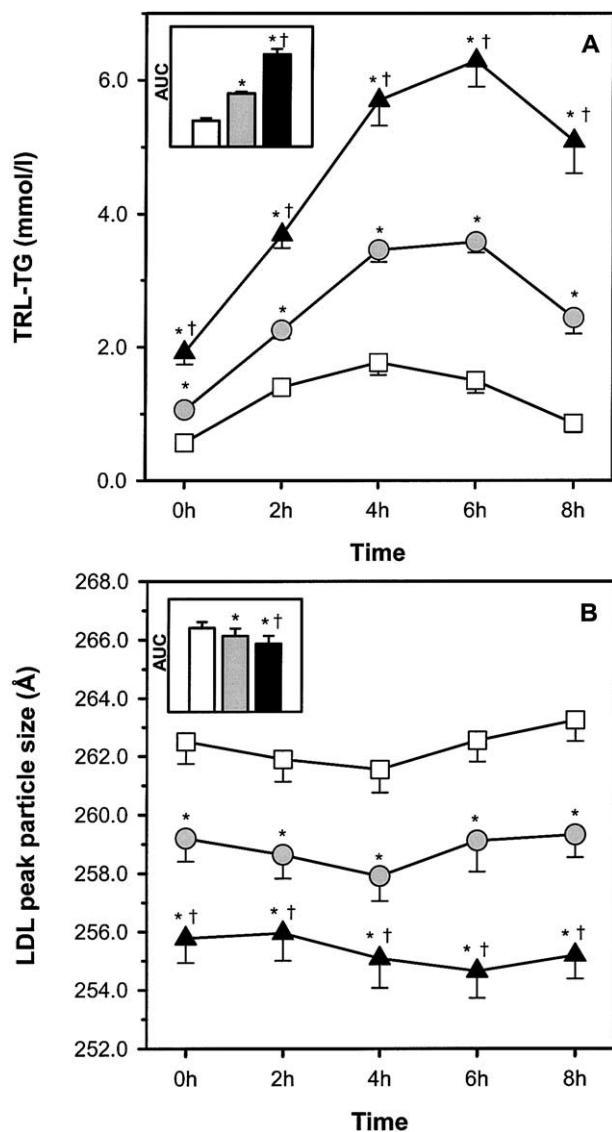 A
AUC
*
*†
6.0
4.0
2.0
0.0
TRL-TG (mmol/l)
*† *† *† *† *†
* * * * *
0h 2h 4h 6h 8h
Time
B
AUC
*
*†
268.0
266.0
264.0
262.0
260.0
258.0
256.0
254.0
252.0
LDL peak particle size (Å)
* * * * *
*† *† *† *† *†
0h 2h 4h 6h 8h
Time